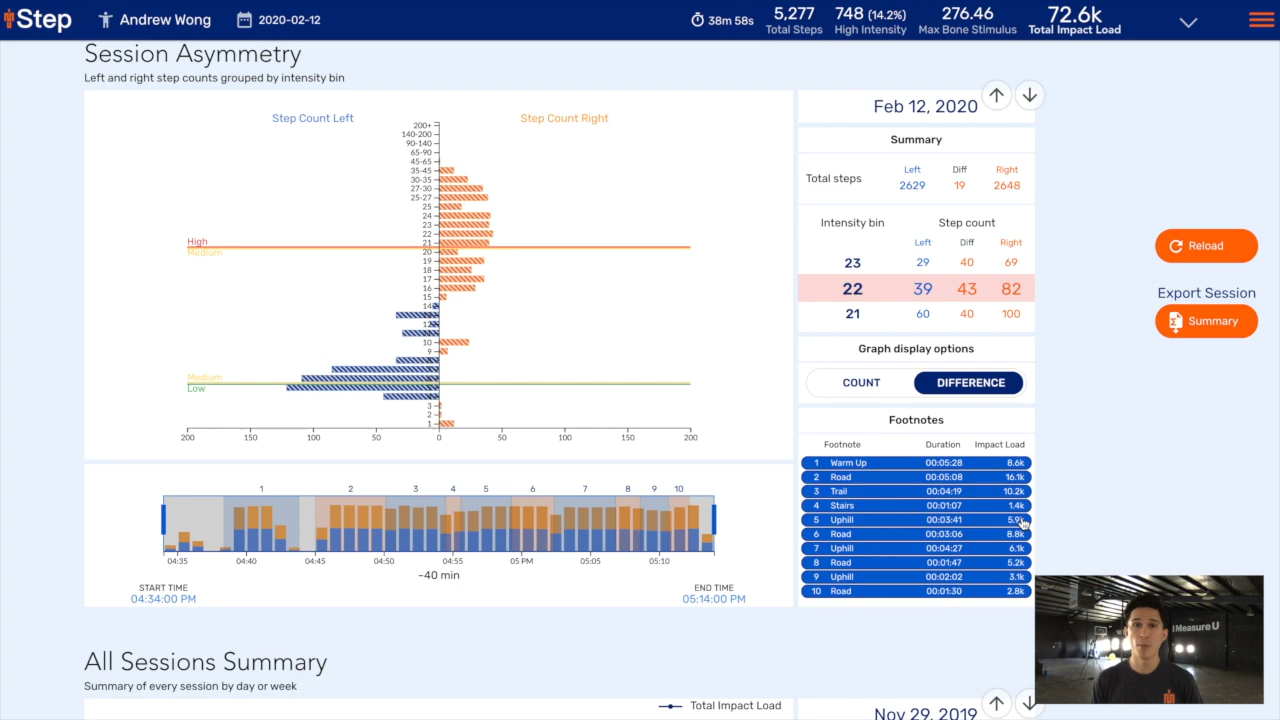 Step
Andrew Wong
2020-02-12
38m 58s
5,277
Total Steps
748 (14.2%)
High Intensity
276.46
Max Bone Stimulus
72.6k
Total Impact Load
Session Asymmetry
Left and right step counts grouped by intensity bin
Step Count Left
Step Count Right
200+
140-200
90-140
65-90
45-65
35-45
30-35
27-30
25-27
25
24
23
22
21
20
19
18
17
16
15
14
12
10
9
3
2
1
High
Medium
Medium
Low
200 150 100 50 0 50 100 150 200
1 2 3 4 5 6 7 8 9 10
04:35 04:40 04:45 04:50 04:55 05 PM 05:05 05:10
~40 min
START TIME
04:34:00 PM
END TIME
05:14:00 PM
Feb 12, 2020
Summary
Left Diff Right
Total steps 2629 19 2648
Intensity bin Step count
Left Diff Right
23 29 40 69
22 39 43 82
21 60 40 100
Graph display options
COUNT DIFFERENCE
Footnotes
Footnote Duration Impact Load
1 Warm Up 00:05:28 8.6k
2 Road 00:05:08 16.1k
3 Trail 00:04:19 10.2k
4 Stairs 00:01:07 1.4k
5 Uphill 00:03:41 5.9k
6 Road 00:03:06 8.8k
7 Uphill 00:04:27 6.1k
8 Road 00:01:47 5.2k
9 Uphill 00:02:02 3.1k
10 Road 00:01:30 2.8k
Reload
Export Session
Summary
I Measure U
All Sessions Summary
Summary of every session by day or week
Total Impact Load
Nov 29, 2019